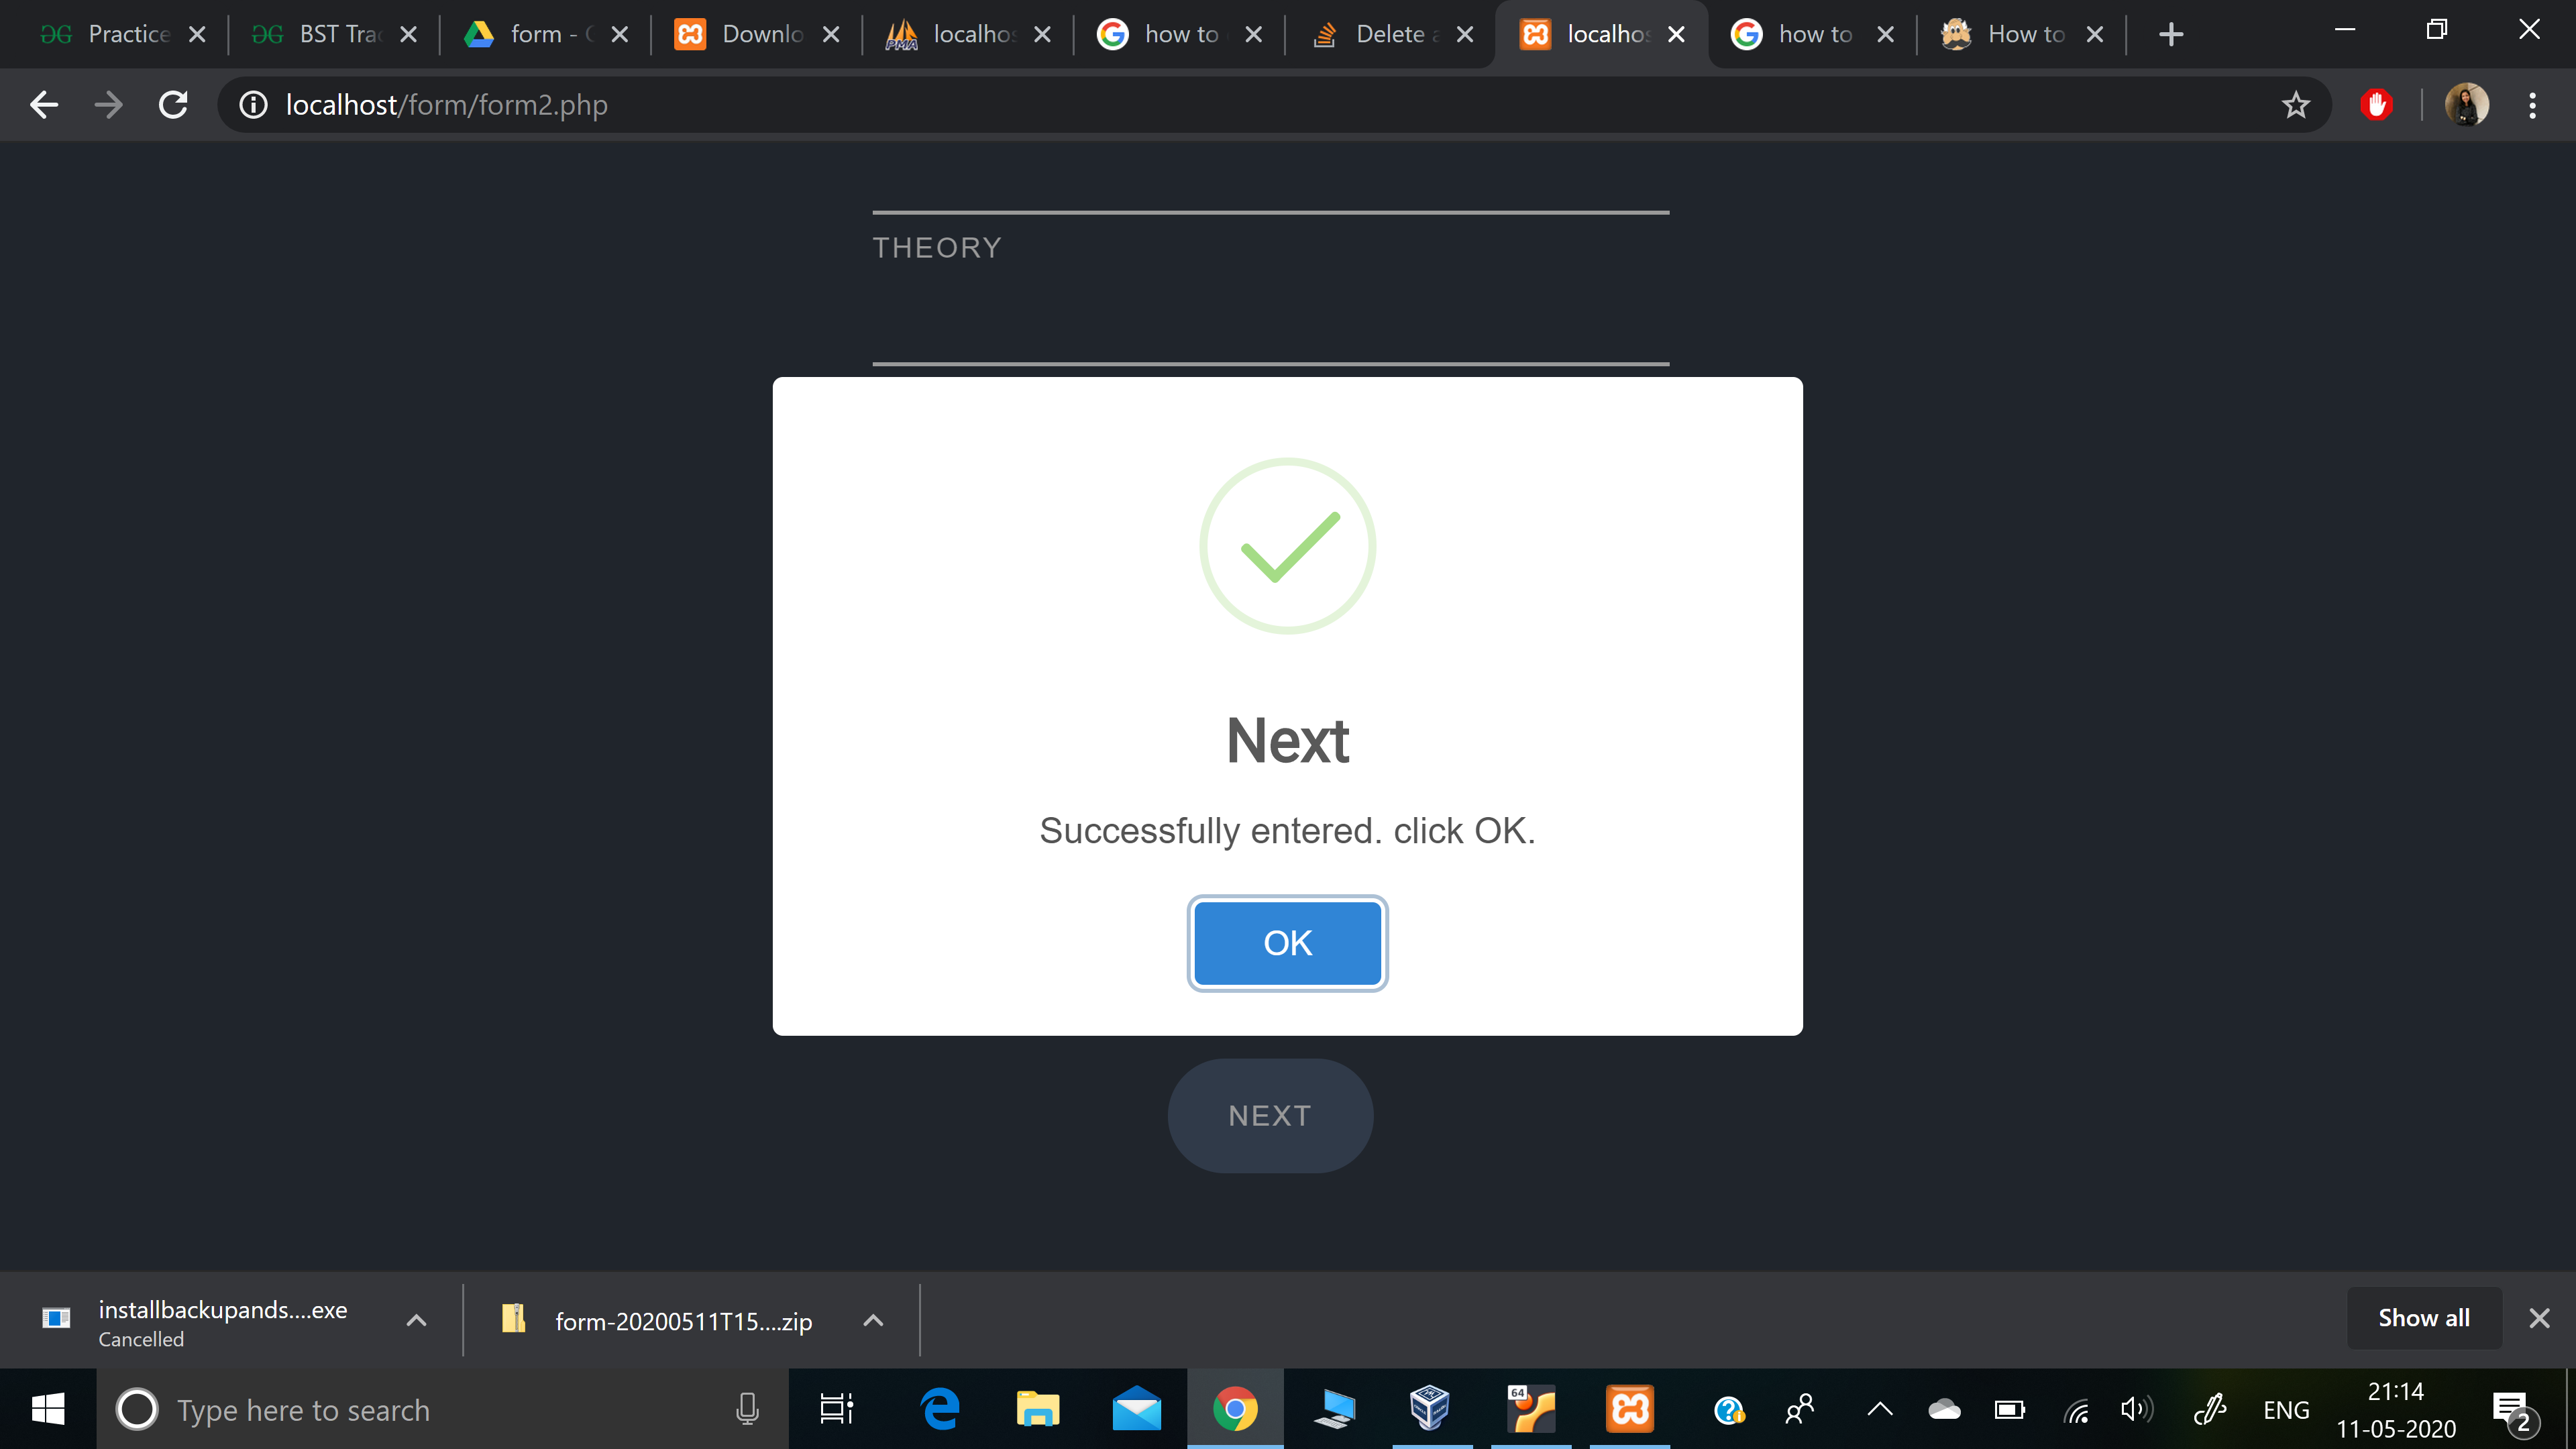 Practice
BST Tra
form -
Downlo
localhos
how to
Delete
localhos
how to
How to
localhost/form/form2.php
THEORY
Next
Successfully entered. click OK.
OK
NEXT
installbackupands....exe
Cancelled
form-20200511T15....zip
Show all
Type here to search
64
ENG
21:14
11-05-2020
2